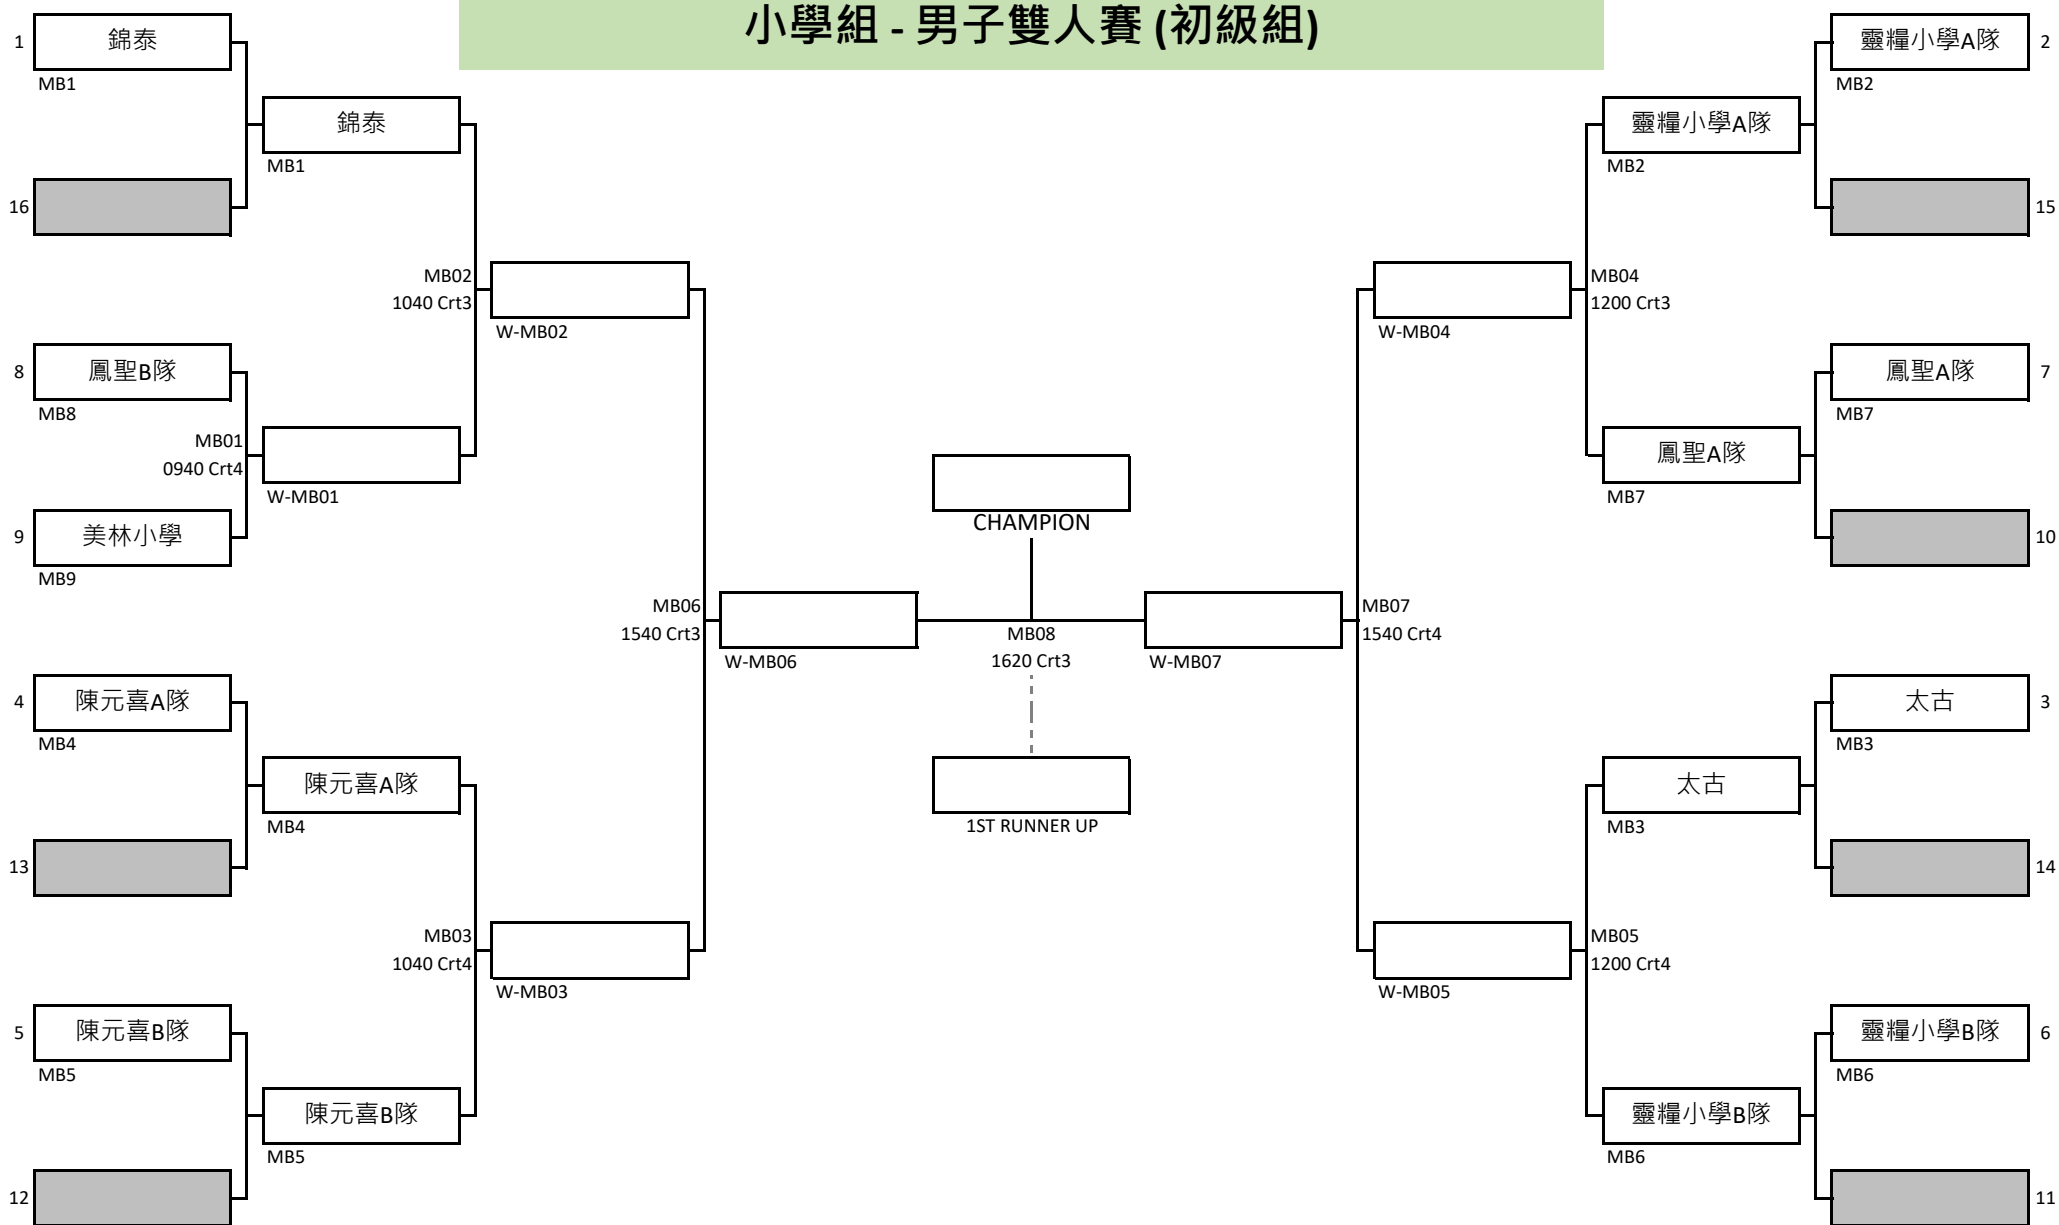 小學組 - 男子雙人賽 (初級組)
1
錦泰
MB1
錦泰
MB1
16
MB02
1040 Crt3
W-MB02
8
鳳聖B隊
MB8
MB01
0940 Crt4
W-MB01
9
美林小學
MB9
MB06
1540 Crt3
W-MB06
4
陳元喜A隊
MB4
陳元喜A隊
MB4
13
MB03
1040 Crt4
W-MB03
5
陳元喜B隊
MB5
陳元喜B隊
MB5
12
CHAMPION
MB08
1620 Crt3
1ST RUNNER UP
靈糧小學A隊
2
MB2
靈糧小學A隊
MB2
15
MB04
1200 Crt3
W-MB04
鳳聖A隊
7
MB7
鳳聖A隊
MB7
10
MB07
1540 Crt4
W-MB07
太古
3
MB3
太古
MB3
14
MB05
1200 Crt4
W-MB05
靈糧小學B隊
6
MB6
靈糧小學B隊
MB6
11